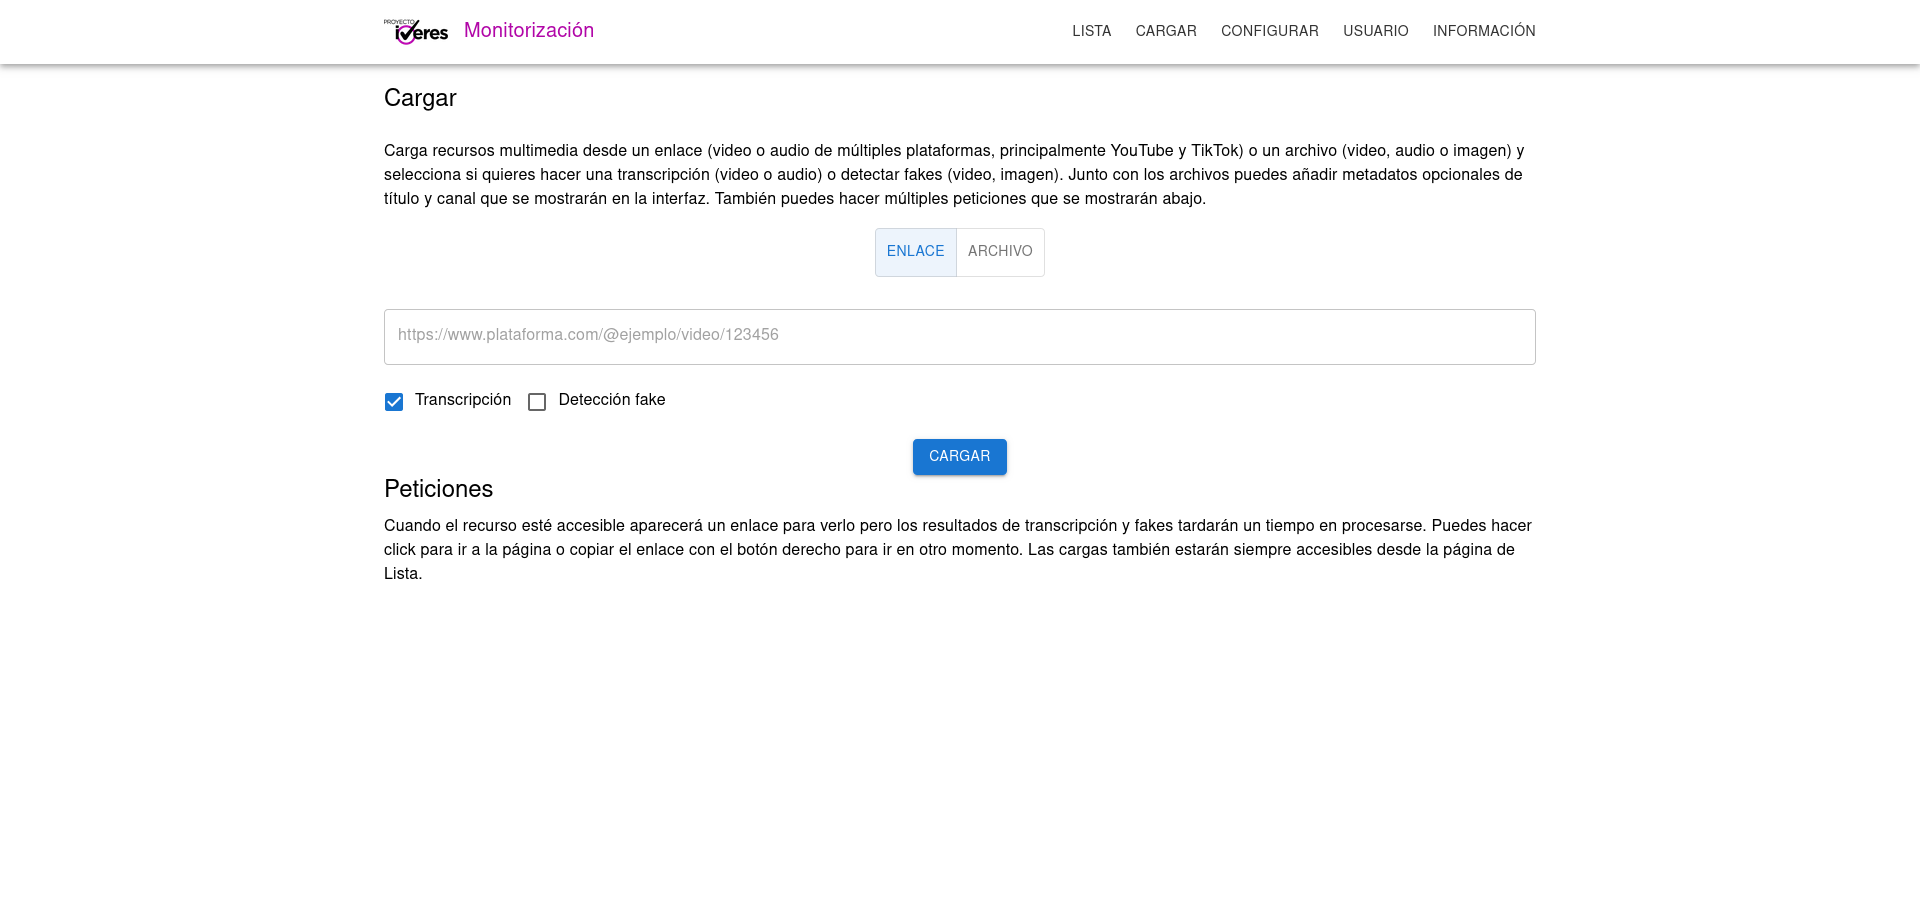 PROYECTO
iveres
Monitorización
LISTA
CARGAR
CONFIGURAR
USUARIO
INFORMACIÓN
Cargar
Carga recursos multimedia desde un enlace (video o audio de múltiples plataformas, principalmente YouTube y TikTok) o un archivo (video, audio o imagen) y
selecciona si quieres hacer una transcripción (video o audio) o detectar fakes (video, imagen). Junto con los archivos puedes añadir metadatos opcionales de
título y canal que se mostrarán en la interfaz. También puedes hacer múltiples peticiones que se mostrarán abajo.
ENLACE
ARCHIVO
https://www.plataforma.com/@ejemplo/video/123456
Transcripción
Detección fake
CARGAR
Peticiones
Cuando el recurso esté accesible aparecerá un enlace para verlo pero los resultados de transcripción y fakes tardarán un tiempo en procesarse. Puedes hacer
click para ir a la página o copiar el enlace con el botón derecho para ir en otro momento. Las cargas también estarán siempre accesibles desde la página de
Lista.